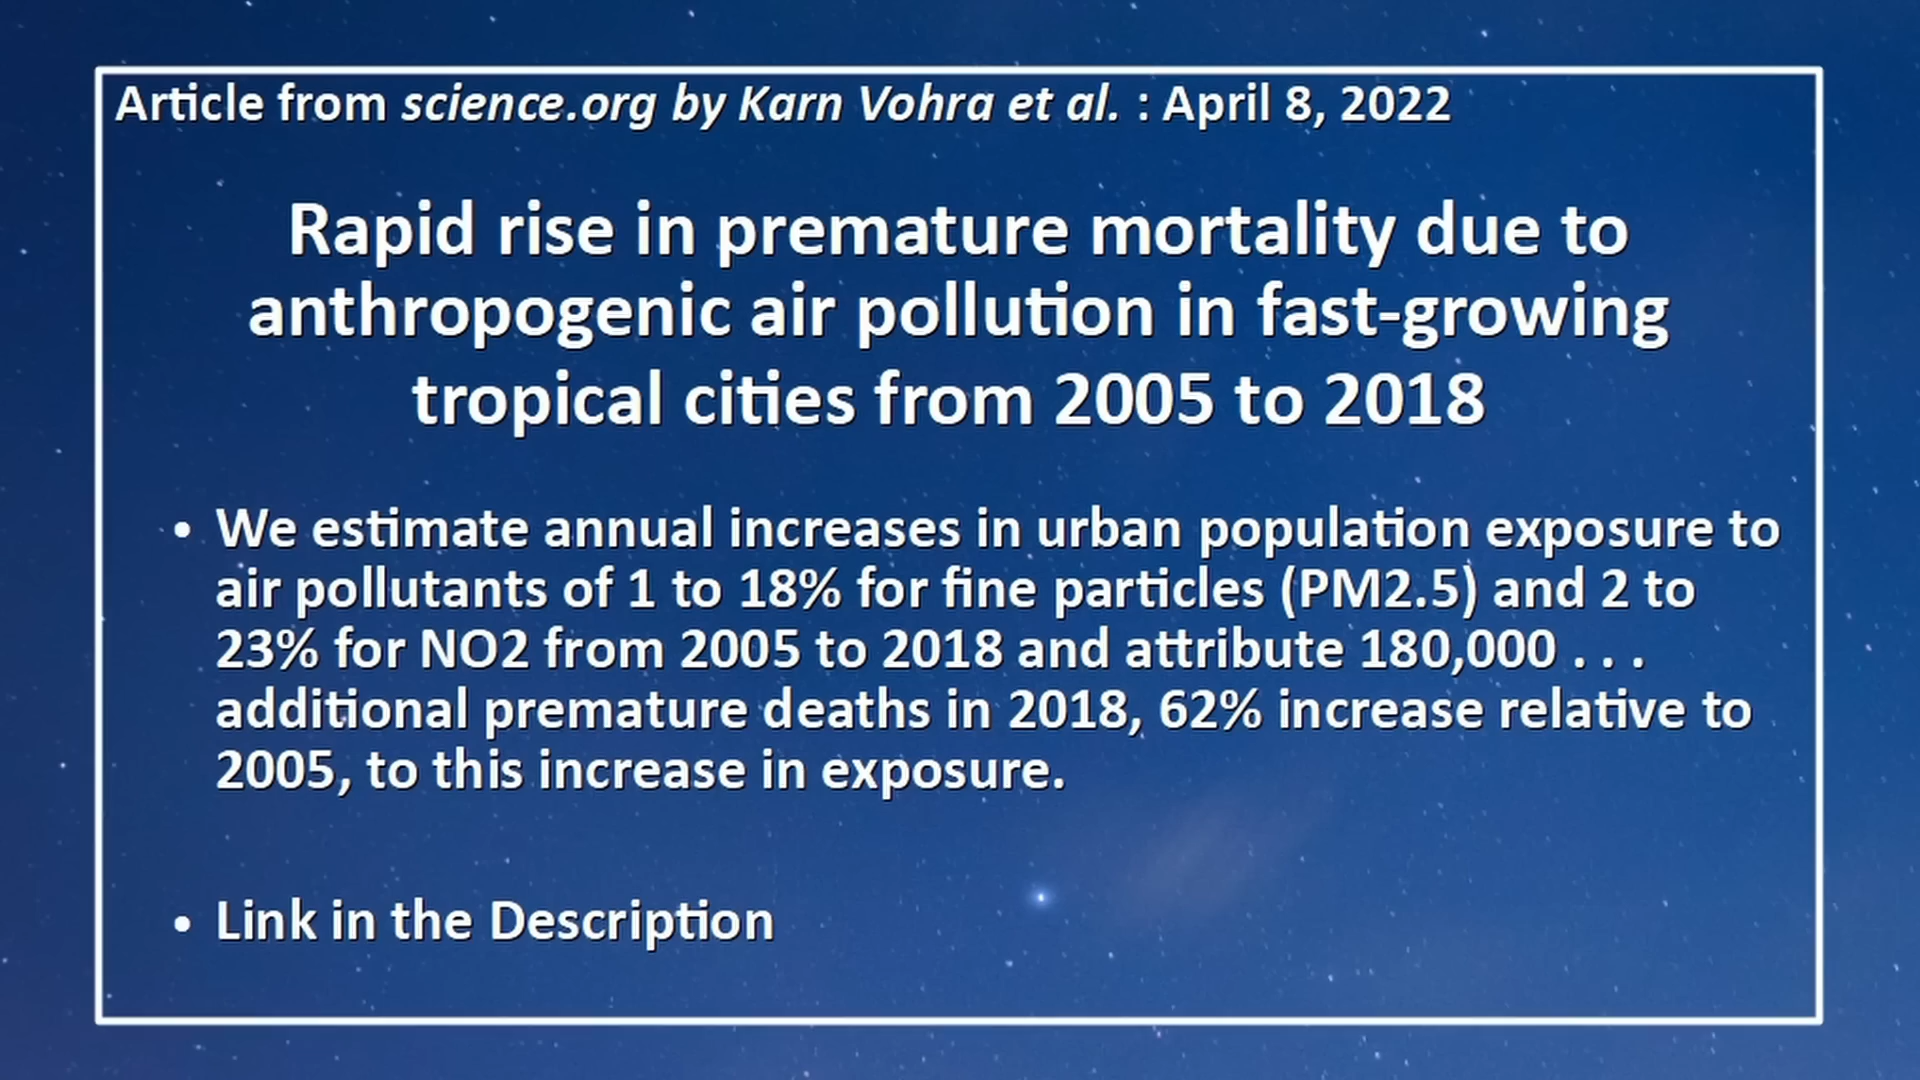 Article from science.org by Karn Vohra et al. : April 8, 2022
Rapid rise in premature mortality due to
anthropogenic air pollution in fast-growing
tropical cities from 2005 to 2018
• We estimate annual increases in urban population exposure to
air pollutants of 1 to 18% for fine particles (PM2.5) and 2 to
23% for NO2 from 2005 to 2018 and attribute 180,000 . . .
additional premature deaths in 2018, 62% increase relative to
2005, to this increase in exposure.
• Link in the Description